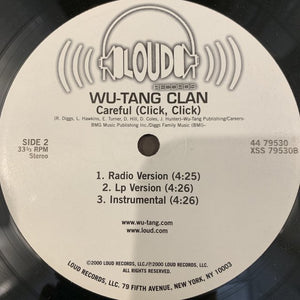 LOUD
WU-TANG CLAN
Careful (Click, Click)
(R. Diggs, L. Hawkins, E. Turner, D. Hill, D. Coles, J. Hunter)-Wu-Tang Publishing/Careers-
BMG Music Publishing Inc./Diggs Family Music (BMI)-
SIDE 2
33⅓ RPM
Stereo
44 79530
XSS 79530B
1. Radio Version (4:25)
2. Lp Version (4:26)
3. Instrumental (4:26)
www.wu-tang.com
www.loud.com
©2000 LOUD RECORDS, LLC./℗2000 LOUD RECORDS, LLC.
ALL RIGHTS RESERVED.
LOUD RECORDS, LLC. 79 FIFTH AVENUE, NEW YORK, NY 10003